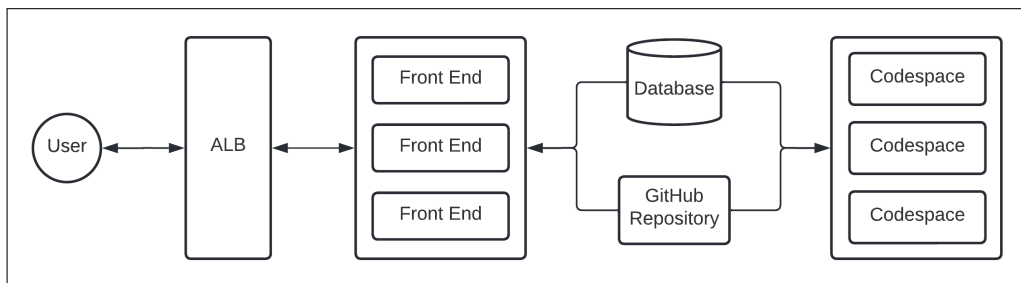 User
ALB
Front End
Front End
Front End
Database
GitHub
Repository
Codespace
Codespace
Codespace